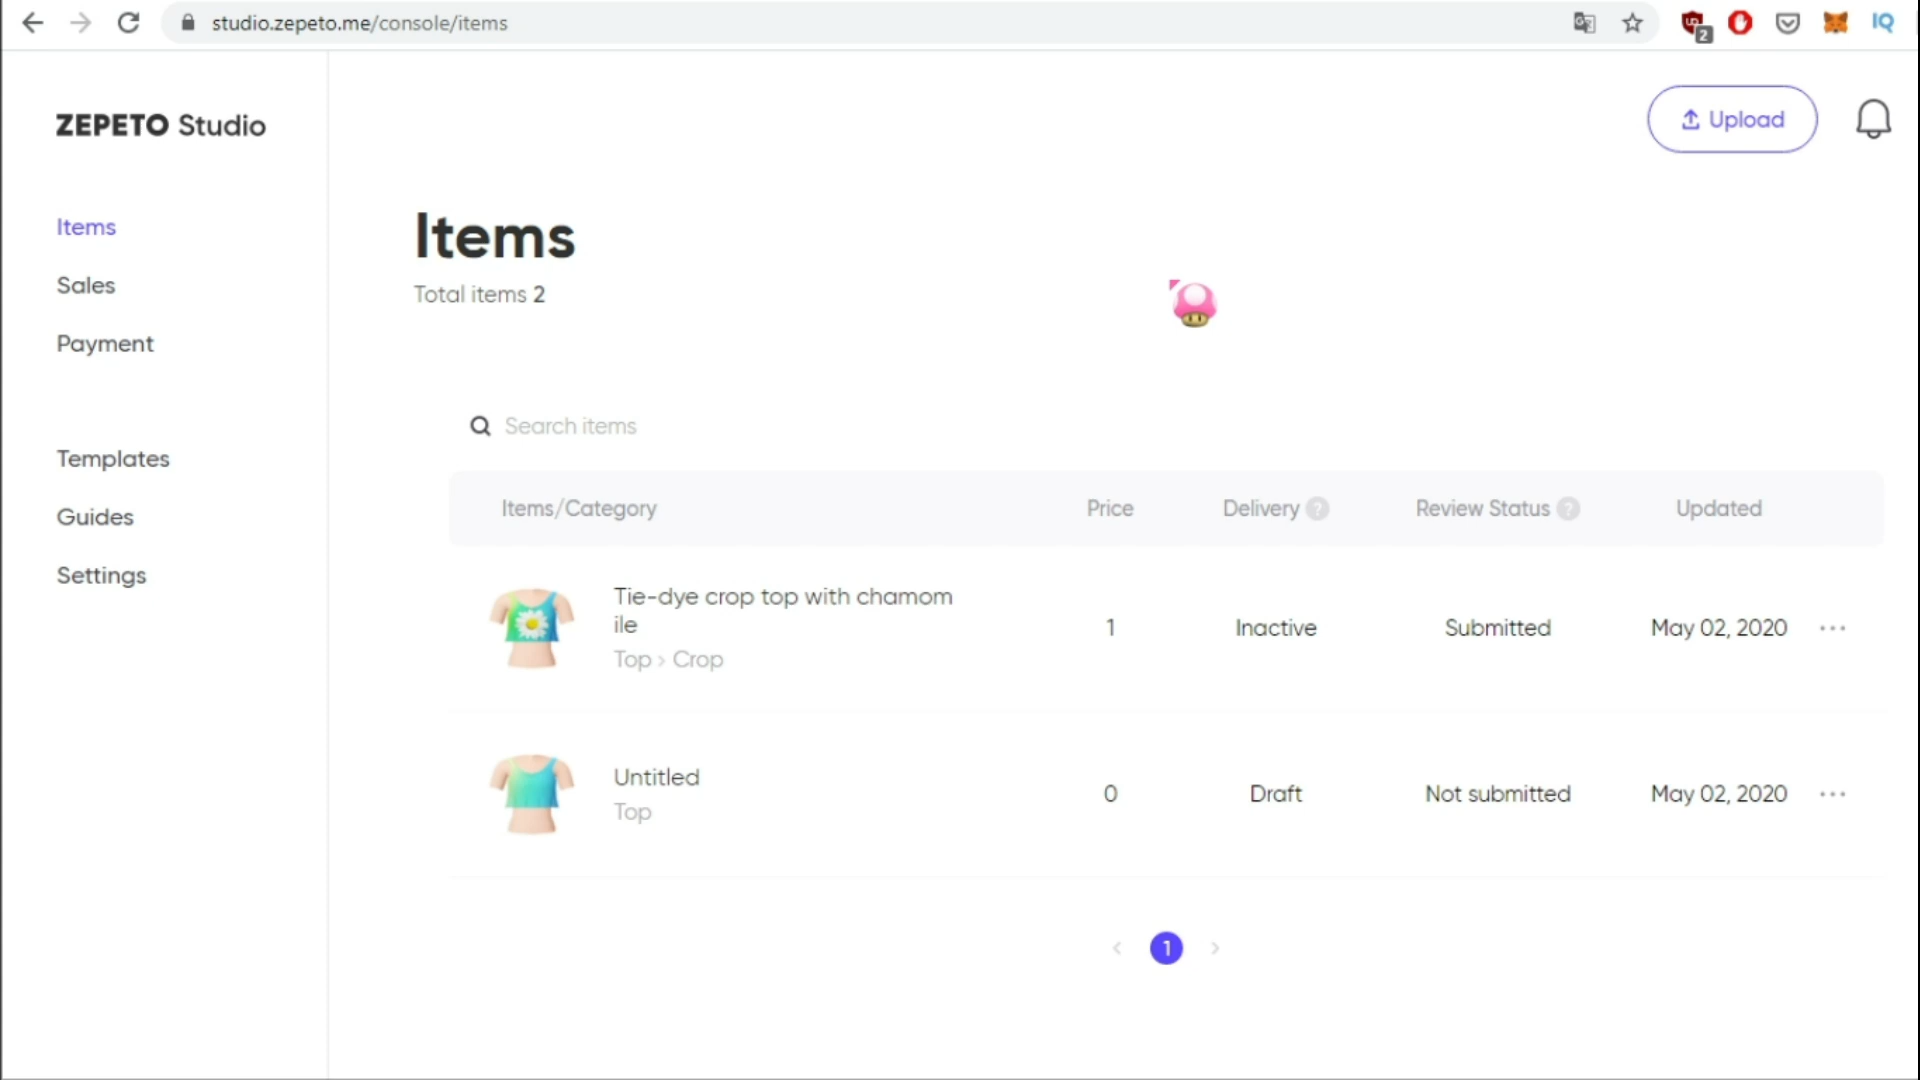 studio.zepeto.me/console/items
2
IQ
ZEPETO Studio
Upload
Items
Sales
Payment
Templates
Guides
Settings
Items
Total items 2
Search items
Items/Category Price Delivery ? Review Status ? Updated
Tie-dye crop top with chamom
ile
Top > Crop
1 Inactive Submitted May 02, 2020 ...
Untitled
Top
0 Draft Not submitted May 02, 2020 ...
< 1 >